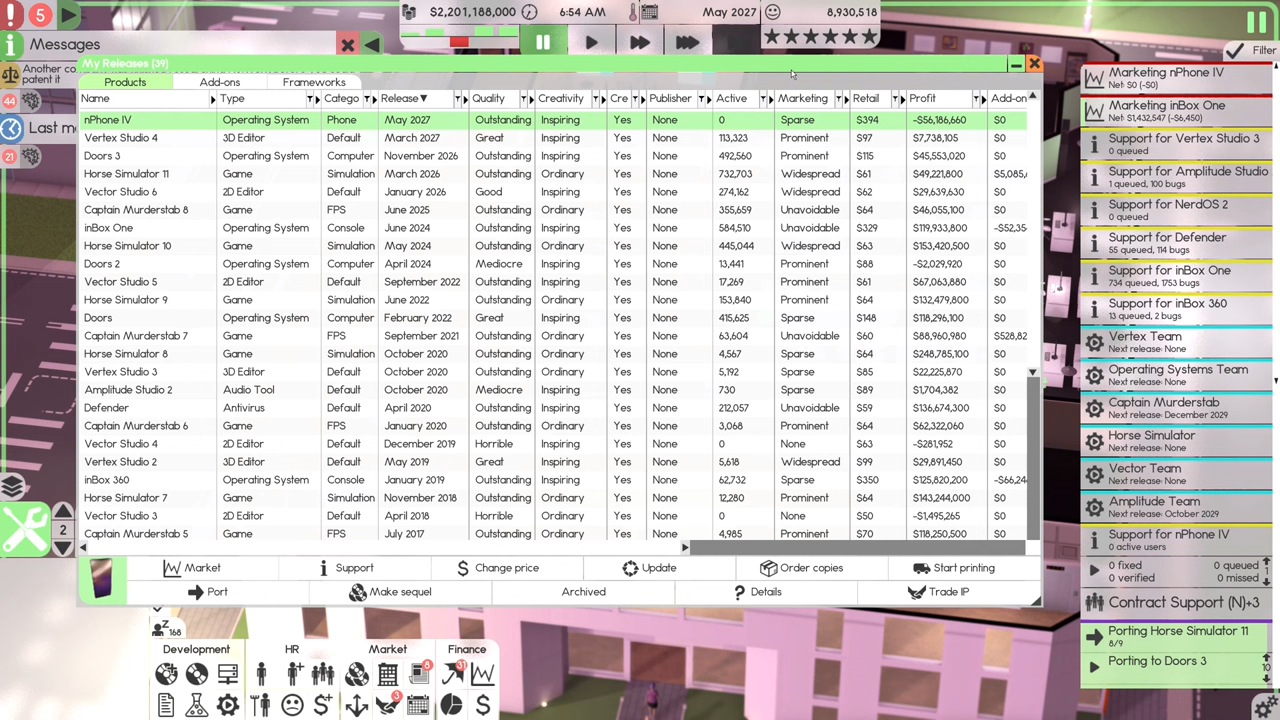 5
Messages
$2,201,188,000
6:54 AM
May 2027
8,930,518
Filter
My Releases (39)
Products
Add-ons
Frameworks
Name
Type
Catego
Release
Quality
Creativity
Cre
Publisher
Active
Marketing
Retail
Profit
Add-on
nPhone IV Operating System Phone May 2027 Outstanding Inspiring Yes None 0 Sparse $394 -$56,186,660 $0
Vertex Studio 4 3D Editor Default March 2027 Great Inspiring Yes None 113,323 Prominent $97 $7,738,105 $0
Doors 3 Operating System Computer November 2026 Outstanding Inspiring Yes None 492,560 Prominent $115 $45,553,020 $0
Horse Simulator 11 Game Simulation March 2026 Outstanding Inspiring Yes None 732,703 Widespread $61 $49,221,800 $5,085,
Vector Studio 6 2D Editor Default January 2026 Good Inspiring Yes None 274,162 Widespread $62 $29,639,630 $0
Captain Murderstab 8 Game FPS June 2025 Outstanding Ordinary Yes None 355,659 Unavoidable $64 $46,055,100 $0
inBox One Operating System Console June 2024 Outstanding Inspiring Yes None 584,510 Unavoidable $329 $119,933,800 -$52,35
Horse Simulator 10 Game Simulation May 2024 Outstanding Ordinary Yes None 445,044 Widespread $63 $153,420,500 $0
Doors 2 Operating System Computer April 2024 Mediocre Inspiring Yes None 13,441 Prominent $88 -$2,029,920 $0
Vector Studio 5 2D Editor Default September 2022 Outstanding Inspiring Yes None 17,269 Prominent $61 $67,063,880 $0
Horse Simulator 9 Game Simulation June 2022 Outstanding Ordinary Yes None 153,840 Prominent $64 $132,479,800 $0
Doors Operating System Computer February 2022 Great Inspiring Yes None 415,625 Sparse $148 $118,296,100 $0
Captain Murderstab 7 Game FPS September 2021 Outstanding Ordinary Yes None 63,604 Unavoidable $60 $88,960,980 $528,82
Horse Simulator 8 Game Simulation October 2020 Outstanding Ordinary Yes None 4,567 Sparse $64 $248,785,100 $0
Vertex Studio 3 3D Editor Default October 2020 Outstanding Inspiring Yes None 5,192 Sparse $85 $22,225,870 $0
Amplitude Studio 2 Audio Tool Default October 2020 Mediocre Inspiring Yes None 730 Sparse $89 $1,704,382 $0
Defender Antivirus Default April 2020 Outstanding Inspiring Yes None 212,057 Unavoidable $59 $136,674,300 $0
Captain Murderstab 6 Game FPS January 2020 Outstanding Ordinary Yes None 3,068 Prominent $64 $62,322,060 $0
Vector Studio 4 2D Editor Default December 2019 Horrible Inspiring Yes None 0 None $63 -$281,952 $0
Vertex Studio 2 3D Editor Default May 2019 Great Inspiring Yes None 5,618 Widespread $99 $29,891,450 $0
inBox 360 Operating System Console January 2019 Outstanding Inspiring Yes None 62,732 Sparse $350 $125,820,200 -$66,24
Horse Simulator 7 Game Simulation November 2018 Outstanding Ordinary Yes None 12,280 Prominent $64 $143,244,000 $0
Vector Studio 3 2D Editor Default April 2018 Horrible Ordinary Yes None 0 None $50 -$1,495,265 $0
Captain Murderstab 5 Game FPS July 2017 Outstanding Ordinary Yes None 4,985 Prominent $70 $118,250,500 $0
Market
Support
Change price
Update
Order copies
Start printing
Port
Make sequel
Archived
Details
Trade IP
Another con
patent it
44
Last m
21
2
Marketing nPhone IV
Net: $0 (-$0)
Marketing inBox One
Net: $1,432,547 (-$6,450)
Support for Vertex Studio 3
0 queued
Support for Amplitude Studio
1 queued, 100 bugs
Support for NerdOS 2
0 queued
Support for Defender
55 queued, 114 bugs
Support for inBox One
734 queued, 1753 bugs
Support for inBox 360
13 queued, 2 bugs
Vertex Team
Next release: None
Operating Systems Team
Next release: None
Captain Murderstab
Next release: December 2029
Horse Simulator
Next release: None
Vector Team
Next release: None
Amplitude Team
Next release: October 2029
Support for nPhone IV
0 active users
0 fixed 0 queued
0 verified 0 missed
1
Contract Support (N)+3
Porting Horse Simulator 11
8/9
Porting to Doors 3
10
Z
168
Development
HR
Market
Finance
8
31
3